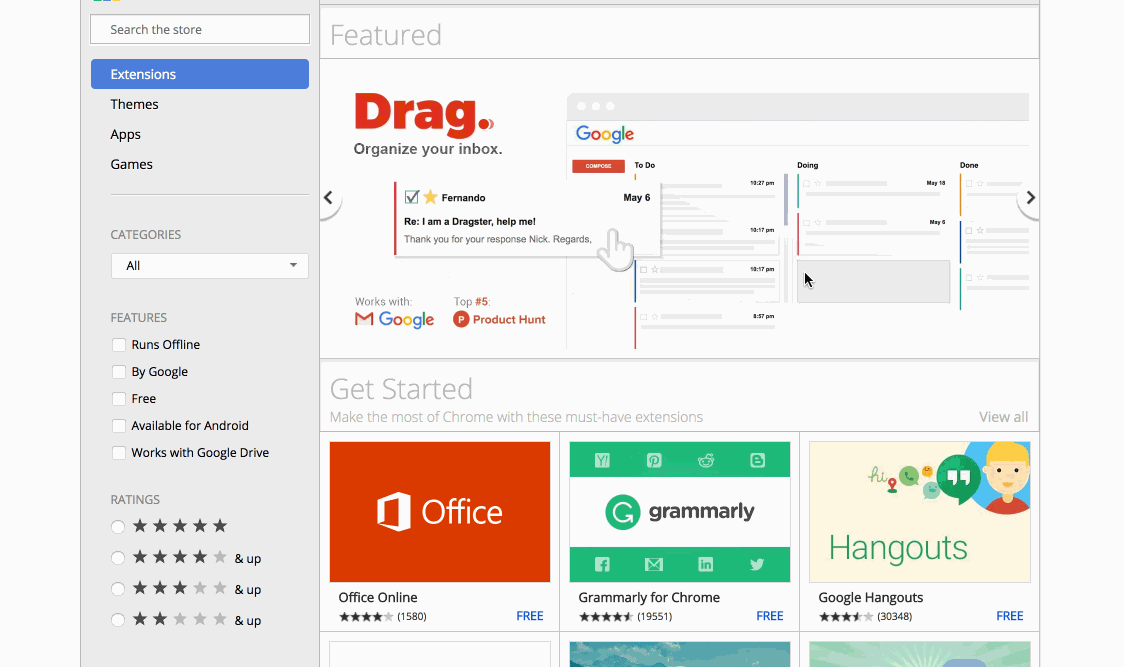 Search the store
Extensions
Themes
Apps
Games
CATEGORIES
All
FEATURES
Runs Offline
By Google
Free
Available for Android
Works with Google Drive
RATINGS
& up
& up
& up
Featured
Drag.
Organize your inbox.
Fernando
May 6
Re: I am a Dragster, help me!
Thank you for your response Nick. Regards,
Works with:
Google
Top #5:
P Product Hunt
Google
COMPOSE
To Do
Doing
Done
10:27 pm
10:17 pm
10:17 pm
8:57 pm
May 18
May 6
Get Started
Make the most of Chrome with these must-have extensions
View all
Office
Office Online
(1580)
FREE
grammarly
Grammarly for Chrome
(19551)
FREE
hi
Hangouts
Google Hangouts
(30348)
FREE